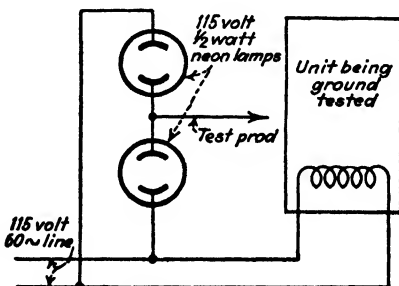 115 volt
½ watt
neon lamps
Unit being
ground
tested
Test prod
115 volt
60~line